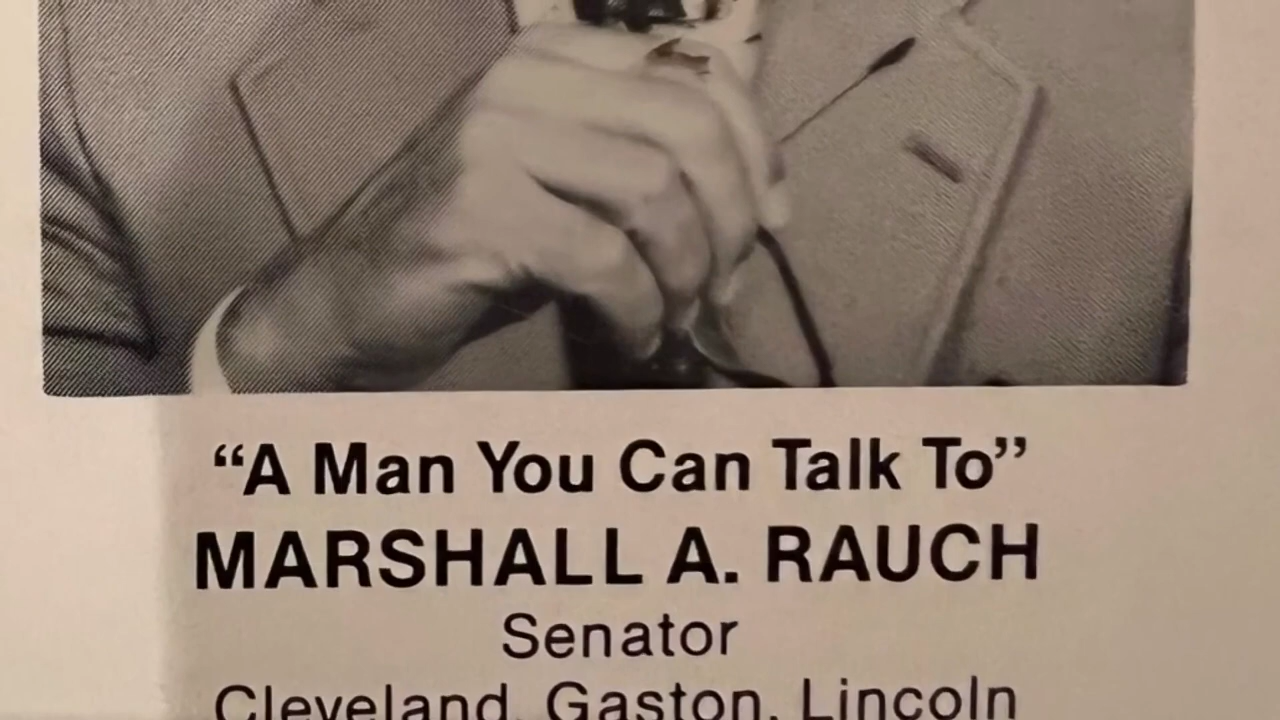 “A Man You Can Talk To”
MARSHALL A. RAUCH
Senator
Cleveland, Gaston, Lincoln